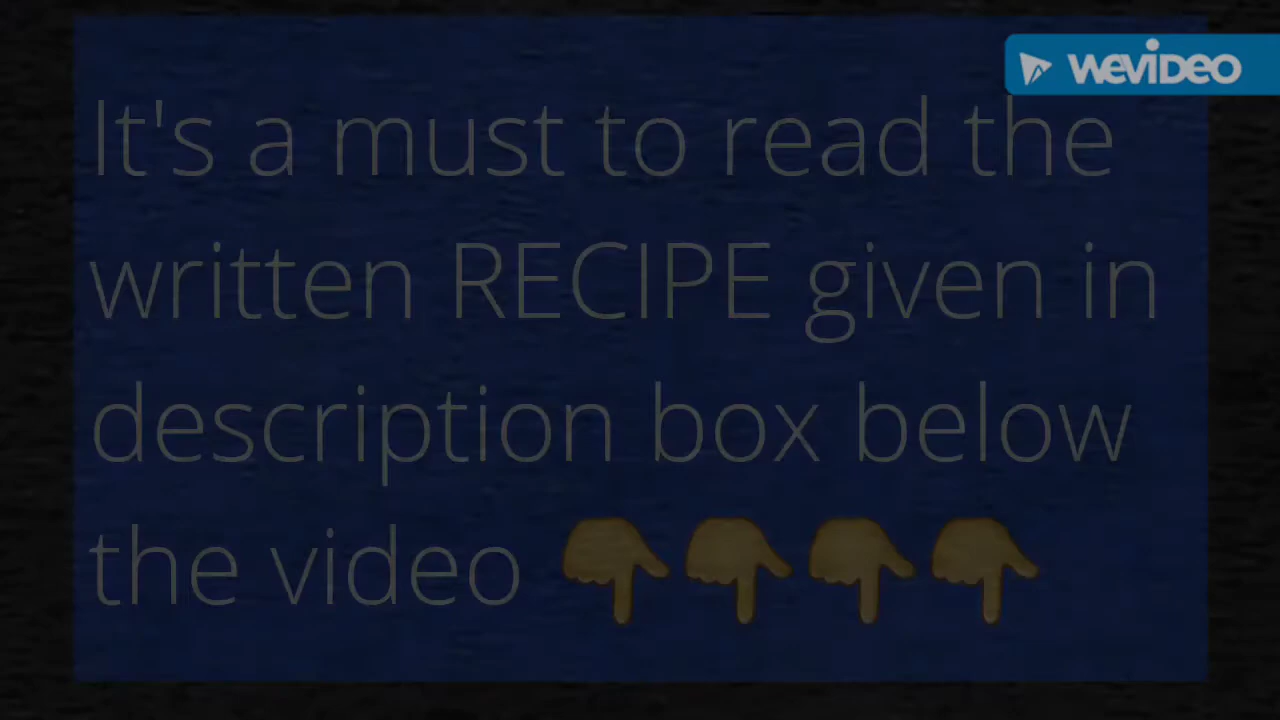 WEVIDEO
It's a must to read the
written RECIPE given in
description box below
the video 👇👇👇👇